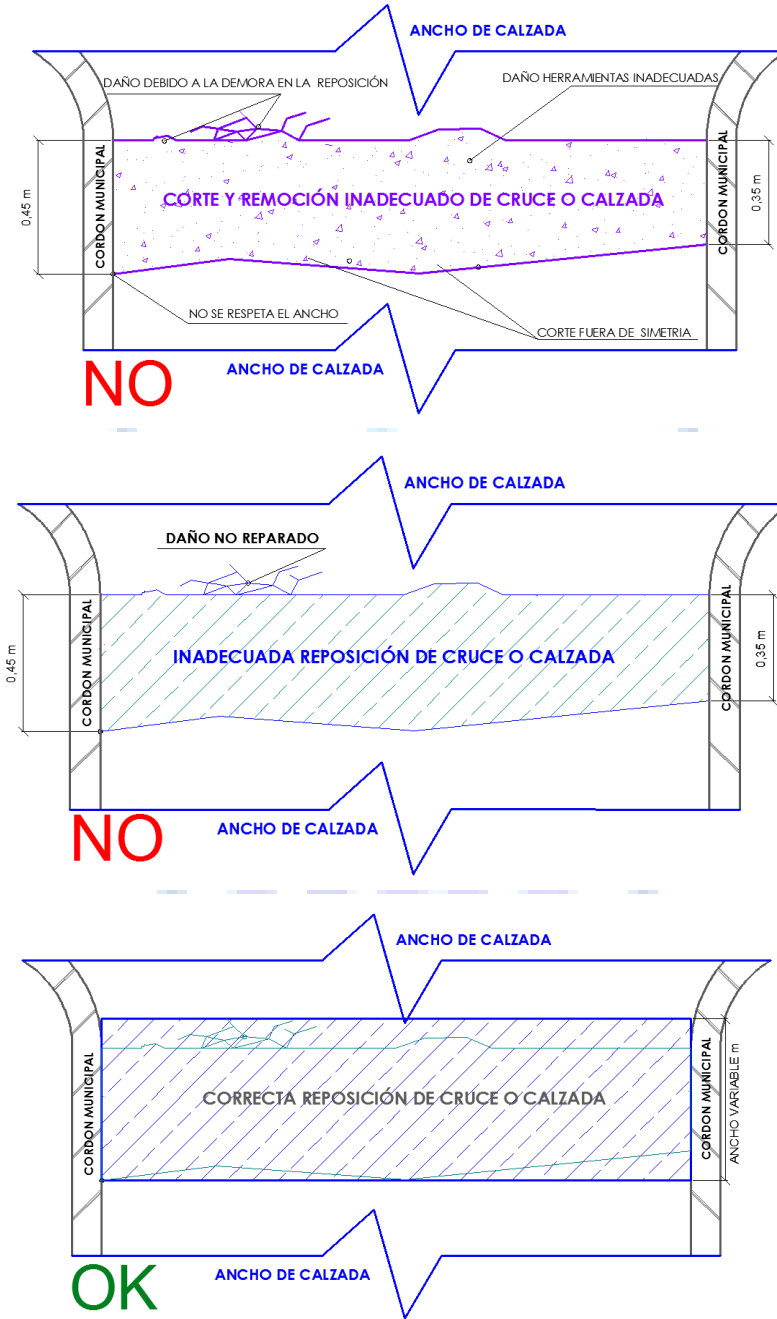 ANCHO DE CALZADA
DAÑO DEBIDO A LA DEMORA EN LA REPOSICIÓN
DAÑO HERRAMIENTAS INADECUADAS
0,45 m
CORDON MUNICIPAL
CORTE Y REMOCIÓN INADECUADO DE CRUCE O CALZADA
CORDON MUNICIPAL
0,35 m
NO SE RESPETA EL ANCHO
CORTE FUERA DE SIMETRIA
NO
ANCHO DE CALZADA
ANCHO DE CALZADA
DAÑO NO REPARADO
0,45 m
CORDON MUNICIPAL
INADECUADA REPOSICIÓN DE CRUCE O CALZADA
CORDON MUNICIPAL
0,35 m
NO
ANCHO DE CALZADA
ANCHO DE CALZADA
CORDON MUNICIPAL
CORRECTA REPOSICIÓN DE CRUCE O CALZADA
CORDON MUNICIPAL
ANCHO VARIABLE m
OK
ANCHO DE CALZADA